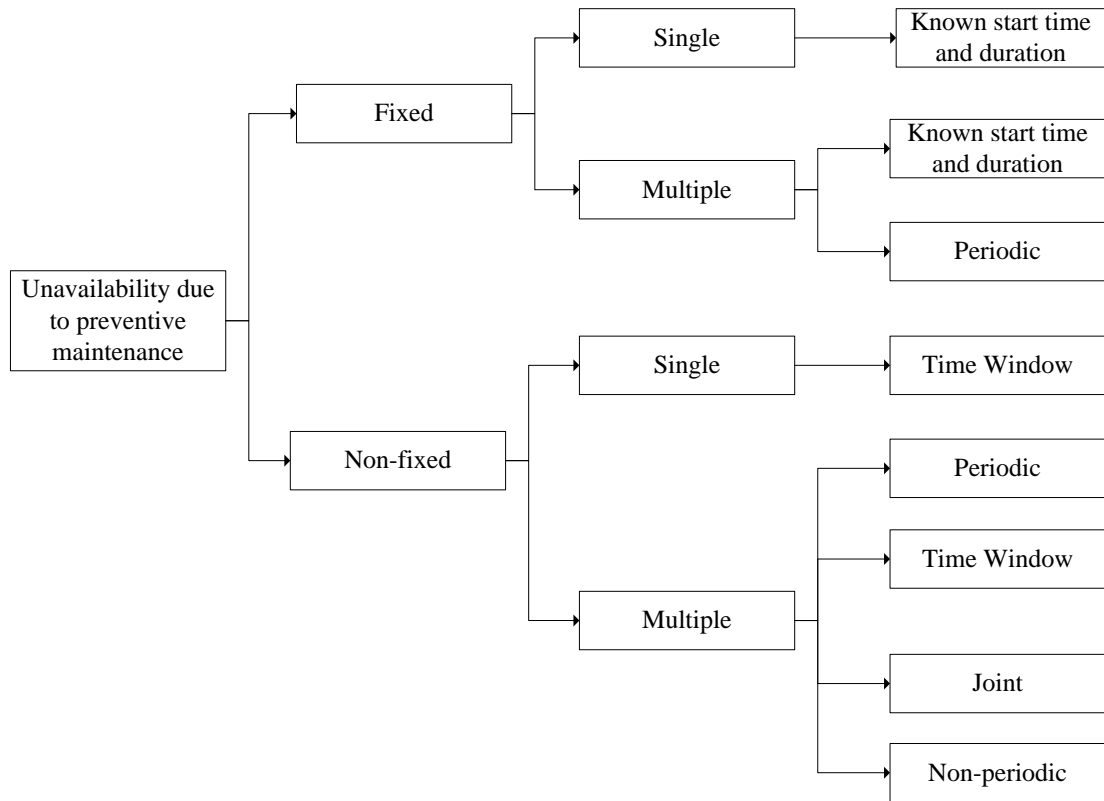 Single
Known start time
and duration
Fixed
Known start time
and duration
Multiple
Periodic
Unavailability due
to preventive
maintenance
Single
Time Window
Non-fixed
Periodic
Time Window
Multiple
Joint
Non-periodic